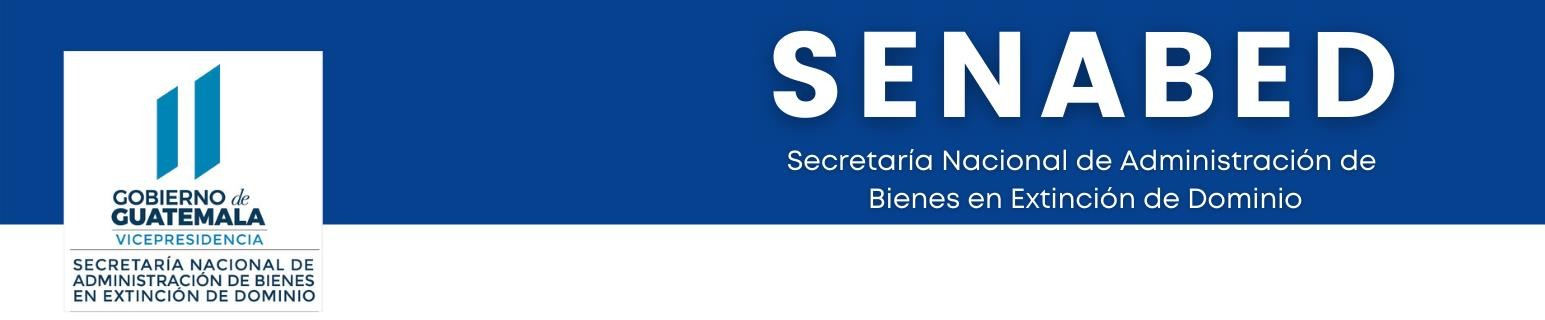 SENABED
Secretaría Nacional de Administración de
Bienes en Extinción de Dominio
GOBIERNO de
GUATEMALA
VICEPRESIDENCIA
SECRETARÍA NACIONAL DE
ADMINISTRACIÓN DE BIENES
EN EXTINCIÓN DE DOMINIO